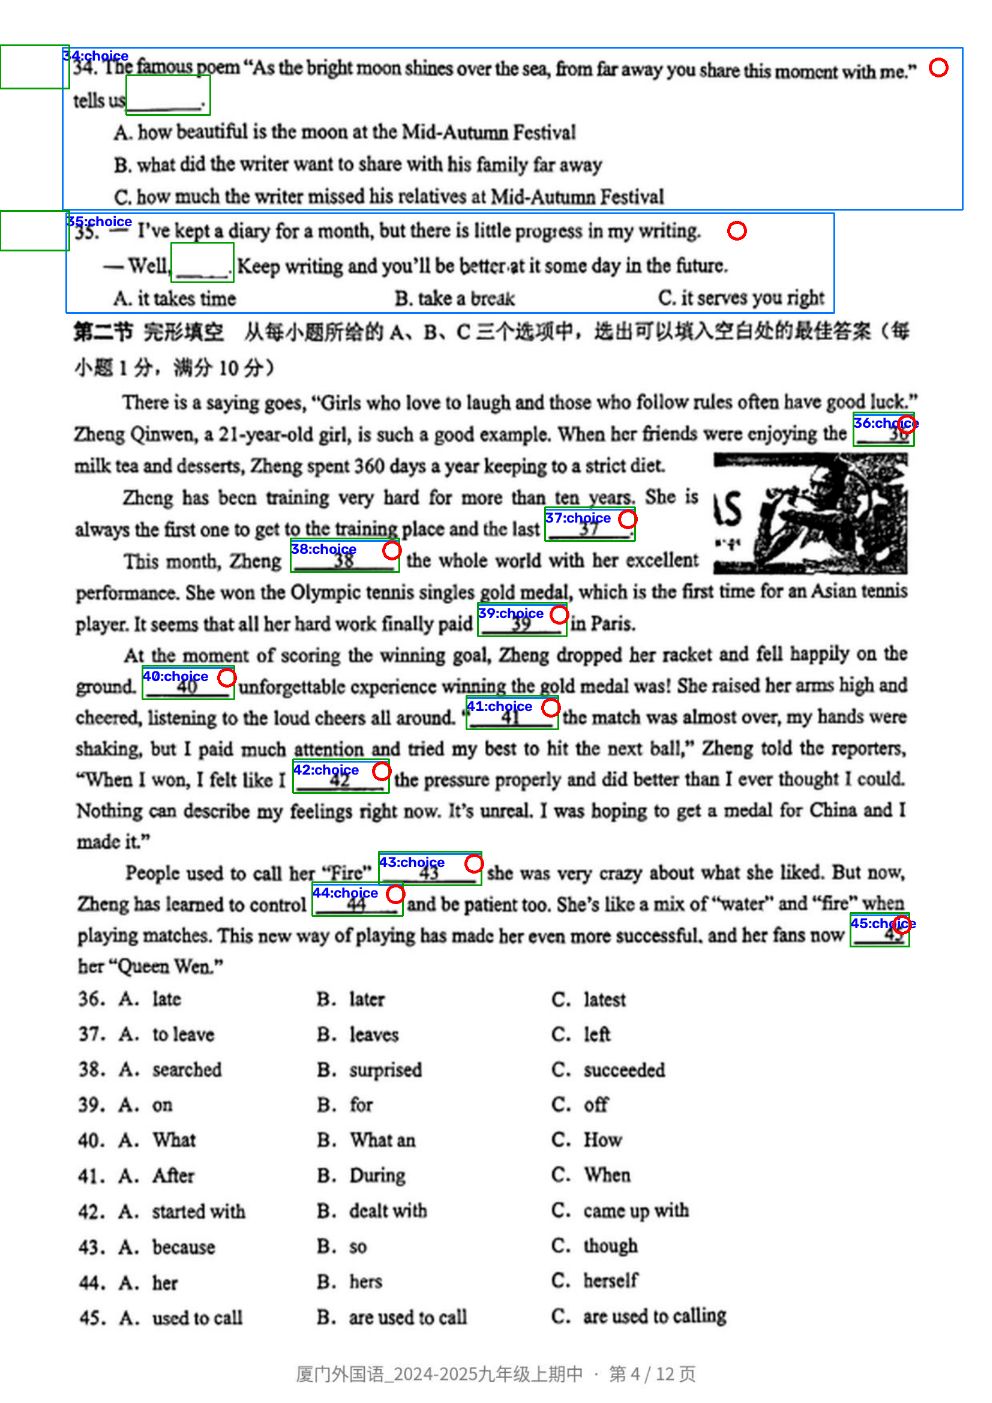 34:choice
34. The famous poem “As the bright moon shines over the sea, from far away you share this moment with me.”
tells us________.
A. how beautiful is the moon at the Mid-Autumn Festival
B. what did the writer want to share with his family far away
C. how much the writer missed his relatives at Mid-Autumn Festival
35:choice
35. — I’ve kept a diary for a month, but there is little progress in my writing.
— Well, _____. Keep writing and you’ll be better at it some day in the future.
A. it takes time B. take a break C. it serves you right
第二节 完形填空 从每小题所给的 A、B、C 三个选项中，选出可以填入空白处的最佳答案（每
小题 1 分，满分 10 分）
There is a saying goes, “Girls who love to laugh and those who follow rules often have good luck.”
Zheng Qinwen, a 21-year-old girl, is such a good example. When her friends were enjoying the 36:choice 36
milk tea and desserts, Zheng spent 360 days a year keeping to a strict diet.
Zheng has been training very hard for more than ten years. She is
always the first one to get to the training place and the last 37:choice 37.
This month, Zheng 38:choice 38 the whole world with her excellent
performance. She won the Olympic tennis singles gold medal, which is the first time for an Asian tennis
player. It seems that all her hard work finally paid 39:choice 39 in Paris.
At the moment of scoring the winning goal, Zheng dropped her racket and fell happily on the
ground. 40:choice 40 unforgettable experience winning the gold medal was! She raised her arms high and
cheered, listening to the loud cheers all around. “41:choice 41 the match was almost over, my hands were
shaking, but I paid much attention and tried my best to hit the next ball,” Zheng told the reporters,
“When I won, I felt like I 42:choice 42 the pressure properly and did better than I ever thought I could.
Nothing can describe my feelings right now. It’s unreal. I was hoping to get a medal for China and I
made it.”
People used to call her “Fire” 43:choice 43 she was very crazy about what she liked. But now,
Zheng has learned to control 44:choice 44 and be patient too. She’s like a mix of “water” and “fire” when
playing matches. This new way of playing has made her even more successful, and her fans now 45:choice 45
her “Queen Wen.”
36. A. late B. later C. latest
37. A. to leave B. leaves C. left
38. A. searched B. surprised C. succeeded
39. A. on B. for C. off
40. A. What B. What an C. How
41. A. After B. During C. When
42. A. started with B. dealt with C. came up with
43. A. because B. so C. though
44. A. her B. hers C. herself
45. A. used to call B. are used to call C. are used to calling
厦门外国语_2024-2025九年级上期中 · 第 4 / 12 页